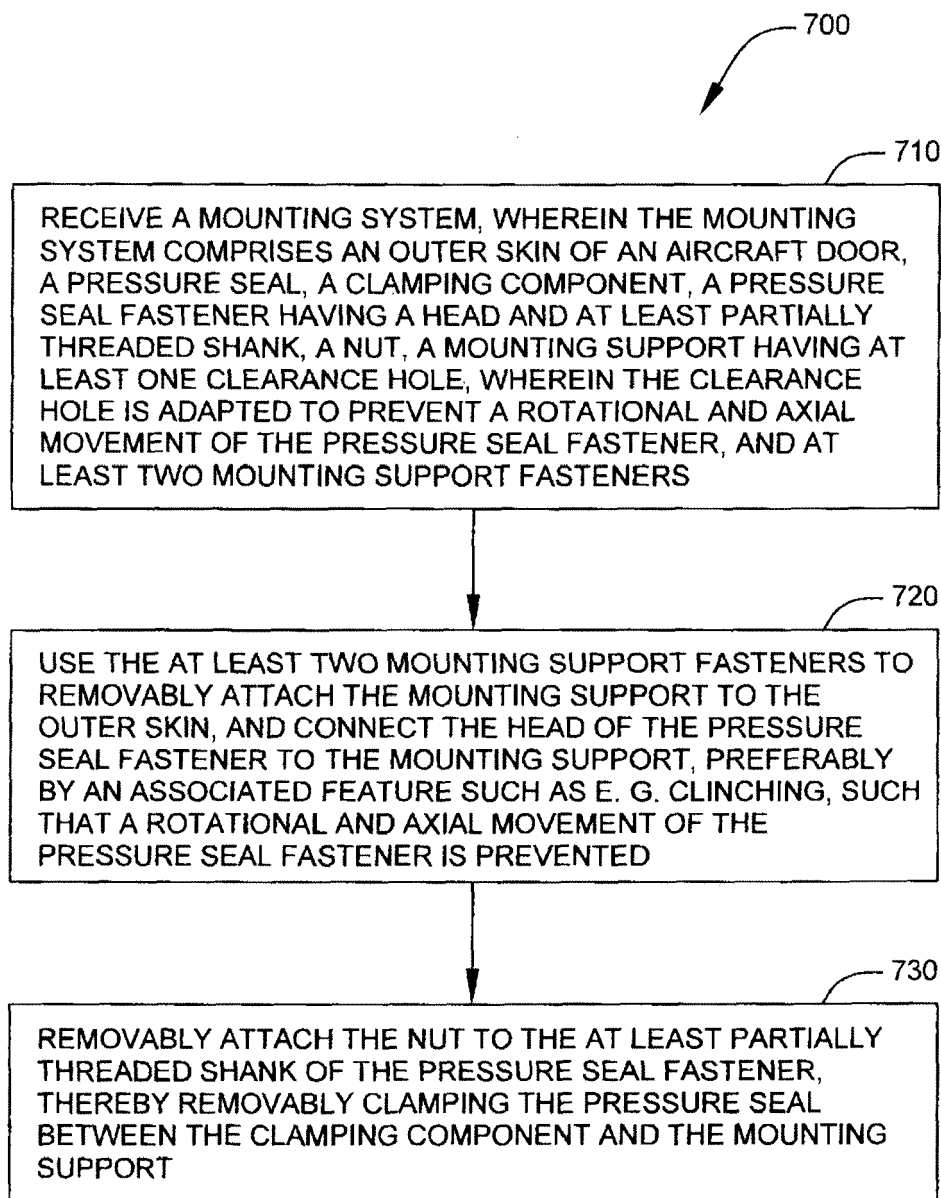 700
710
RECEIVE A MOUNTING SYSTEM, WHEREIN THE MOUNTING
SYSTEM COMPRISES AN OUTER SKIN OF AN AIRCRAFT DOOR,
A PRESSURE SEAL, A CLAMPING COMPONENT, A PRESSURE
SEAL FASTENER HAVING A HEAD AND AT LEAST PARTIALLY
THREADED SHANK, A NUT, A MOUNTING SUPPORT HAVING AT
LEAST ONE CLEARANCE HOLE, WHEREIN THE CLEARANCE
HOLE IS ADAPTED TO PREVENT A ROTATIONAL AND AXIAL
MOVEMENT OF THE PRESSURE SEAL FASTENER, AND AT
LEAST TWO MOUNTING SUPPORT FASTENERS
720
USE THE AT LEAST TWO MOUNTING SUPPORT FASTENERS TO
REMOVABLY ATTACH THE MOUNTING SUPPORT TO THE
OUTER SKIN, AND CONNECT THE HEAD OF THE PRESSURE
SEAL FASTENER TO THE MOUNTING SUPPORT, PREFERABLY
BY AN ASSOCIATED FEATURE SUCH AS E. G. CLINCHING, SUCH
THAT A ROTATIONAL AND AXIAL MOVEMENT OF THE
PRESSURE SEAL FASTENER IS PREVENTED
730
REMOVABLY ATTACH THE NUT TO THE AT LEAST PARTIALLY
THREADED SHANK OF THE PRESSURE SEAL FASTENER,
THEREBY REMOVABLY CLAMPING THE PRESSURE SEAL
BETWEEN THE CLAMPING COMPONENT AND THE MOUNTING
SUPPORT